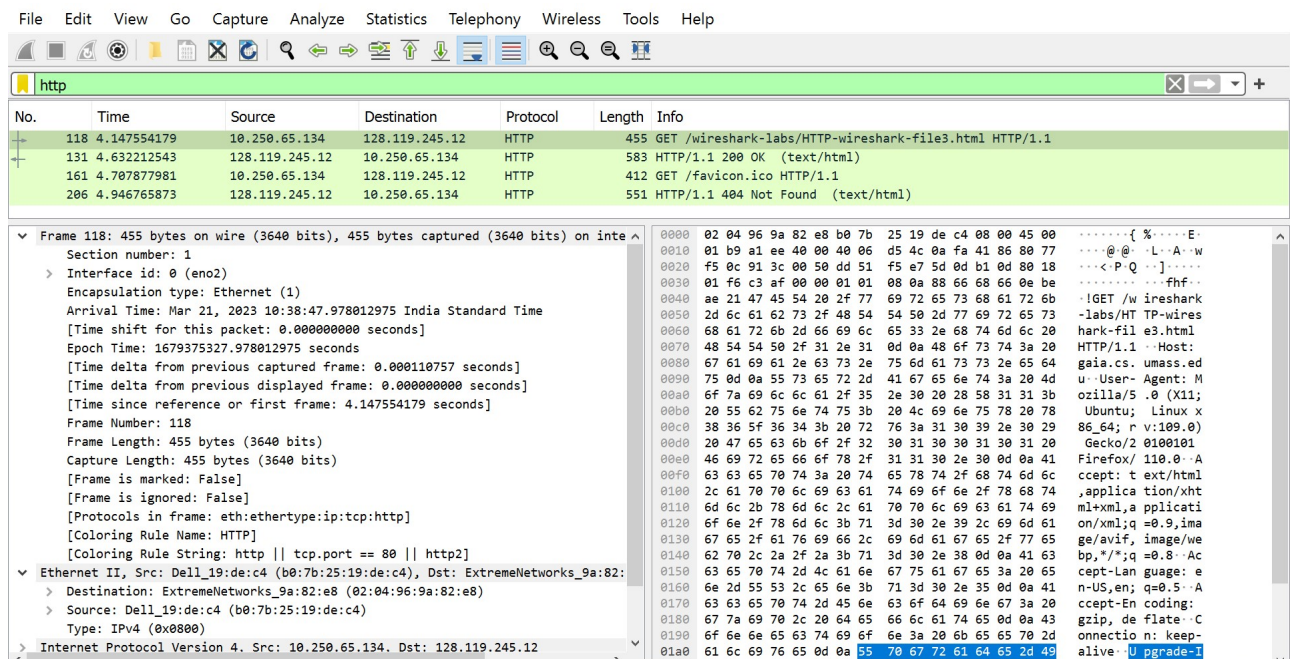 File Edit View Go Capture Analyze Statistics Telephony Wireless Tools Help
http
No. Time Source Destination Protocol Length Info
118 4.147554179 10.250.65.134 128.119.245.12 HTTP 455 GET /wireshark-labs/HTTP-wireshark-file3.html HTTP/1.1
131 4.632212543 128.119.245.12 10.250.65.134 HTTP 583 HTTP/1.1 200 OK (text/html)
161 4.707877981 10.250.65.134 128.119.245.12 HTTP 412 GET /favicon.ico HTTP/1.1
206 4.946765873 128.119.245.12 10.250.65.134 HTTP 551 HTTP/1.1 404 Not Found (text/html)
Frame 118: 455 bytes on wire (3640 bits), 455 bytes captured (3640 bits) on inte
Section number: 1
Interface id: 0 (eno2)
Encapsulation type: Ethernet (1)
Arrival Time: Mar 21, 2023 10:38:47.978012975 India Standard Time
[Time shift for this packet: 0.000000000 seconds]
Epoch Time: 1679375327.978012975 seconds
[Time delta from previous captured frame: 0.000110757 seconds]
[Time delta from previous displayed frame: 0.000000000 seconds]
[Time since reference or first frame: 4.147554179 seconds]
Frame Number: 118
Frame Length: 455 bytes (3640 bits)
Capture Length: 455 bytes (3640 bits)
[Frame is marked: False]
[Frame is ignored: False]
[Protocols in frame: eth:ethertype:ip:tcp:http]
[Coloring Rule Name: HTTP]
[Coloring Rule String: http || tcp.port == 80 || http2]
Ethernet II, Src: Dell_19:de:c4 (b0:7b:25:19:de:c4), Dst: ExtremeNetworks_9a:82:
Destination: ExtremeNetworks_9a:82:e8 (02:04:96:9a:82:e8)
Source: Dell_19:de:c4 (b0:7b:25:19:de:c4)
Type: IPv4 (0x0800)
Internet Protocol Version 4, Src: 10.250.65.134, Dst: 128.119.245.12
0000 02 04 96 9a 82 e8 b0 7b 25 19 de c4 08 00 45 00 ·······{ %·····E·
0010 01 b9 a1 ee 40 00 40 06 d5 4c 0a fa 41 86 80 77 ····@·@· ·L··A··w
0020 f5 0c 91 3c 00 50 dd 51 f5 e7 5d 0d b1 0d 80 18 ···<·P·Q ··]·····
0030 01 f6 c3 af 00 00 01 01 08 0a 88 66 68 66 0e be ········ ···fhf··
0040 ae 21 47 45 54 20 2f 77 69 72 65 73 68 61 72 6b ·!GET /w ireshark
0050 2d 6c 61 62 73 2f 48 54 54 50 2d 77 69 72 65 73 -labs/HT TP-wires
0060 68 61 72 6b 2d 66 69 6c 65 33 2e 68 74 6d 6c 20 hark-fil e3.html
0070 48 54 54 50 2f 31 2e 31 0d 0a 48 6f 73 74 3a 20 HTTP/1.1 ··Host:
0080 67 61 69 61 2e 63 73 2e 75 6d 61 73 73 2e 65 64 gaia.cs. umass.ed
0090 75 0d 0a 55 73 65 72 2d 41 67 65 6e 74 3a 20 4d u··User- Agent: M
00a0 6f 7a 69 6c 6c 61 2f 35 2e 30 20 28 58 31 31 3b ozilla/5 .0 (X11;
00b0 20 55 62 75 6e 74 75 3b 20 4c 69 6e 75 78 20 78 Ubuntu; Linux x
00c0 38 36 5f 36 34 3b 20 72 76 3a 31 30 39 2e 30 29 86_64; r v:109.0)
00d0 20 47 65 63 6b 6f 2f 32 30 31 30 30 31 30 31 20 Gecko/2 0100101
00e0 46 69 72 65 66 6f 78 2f 31 31 30 2e 30 0d 0a 41 Firefox/ 110.0··A
00f0 63 63 65 70 74 3a 20 74 65 78 74 2f 68 74 6d 6c ccept: t ext/html
0100 2c 61 70 70 6c 69 63 61 74 69 6f 6e 2f 78 68 74 ,applica tion/xht
0110 6d 6c 2b 78 6d 6c 2c 61 70 70 6c 69 63 61 74 69 ml+xml,a pplicati
0120 6f 6e 2f 78 6d 6c 3b 71 3d 30 2e 39 2c 69 6d 61 on/xml;q =0.9,ima
0130 67 65 2f 61 76 69 66 2c 69 6d 61 67 65 2f 77 65 ge/avif, image/we
0140 62 70 2c 2a 2f 2a 3b 71 3d 30 2e 38 0d 0a 41 63 bp,*/*;q =0.8··Ac
0150 63 65 70 74 2d 4c 61 6e 67 75 61 67 65 3a 20 65 cept-Lan guage: e
0160 6e 2d 55 53 2c 65 6e 3b 71 3d 30 2e 35 0d 0a 41 n-US,en; q=0.5··A
0170 63 63 65 70 74 2d 45 6e 63 6f 64 69 6e 67 3a 20 ccept-En coding:
0180 67 7a 69 70 2c 20 64 65 66 6c 61 74 65 0d 0a 43 gzip, de flate··C
0190 6f 6e 6e 65 63 74 69 6f 6e 3a 20 6b 65 65 70 2d onnectio n: keep-
01a0 61 6c 69 76 65 0d 0a 55 70 67 72 61 64 65 2d 49 alive··U pgrade-I